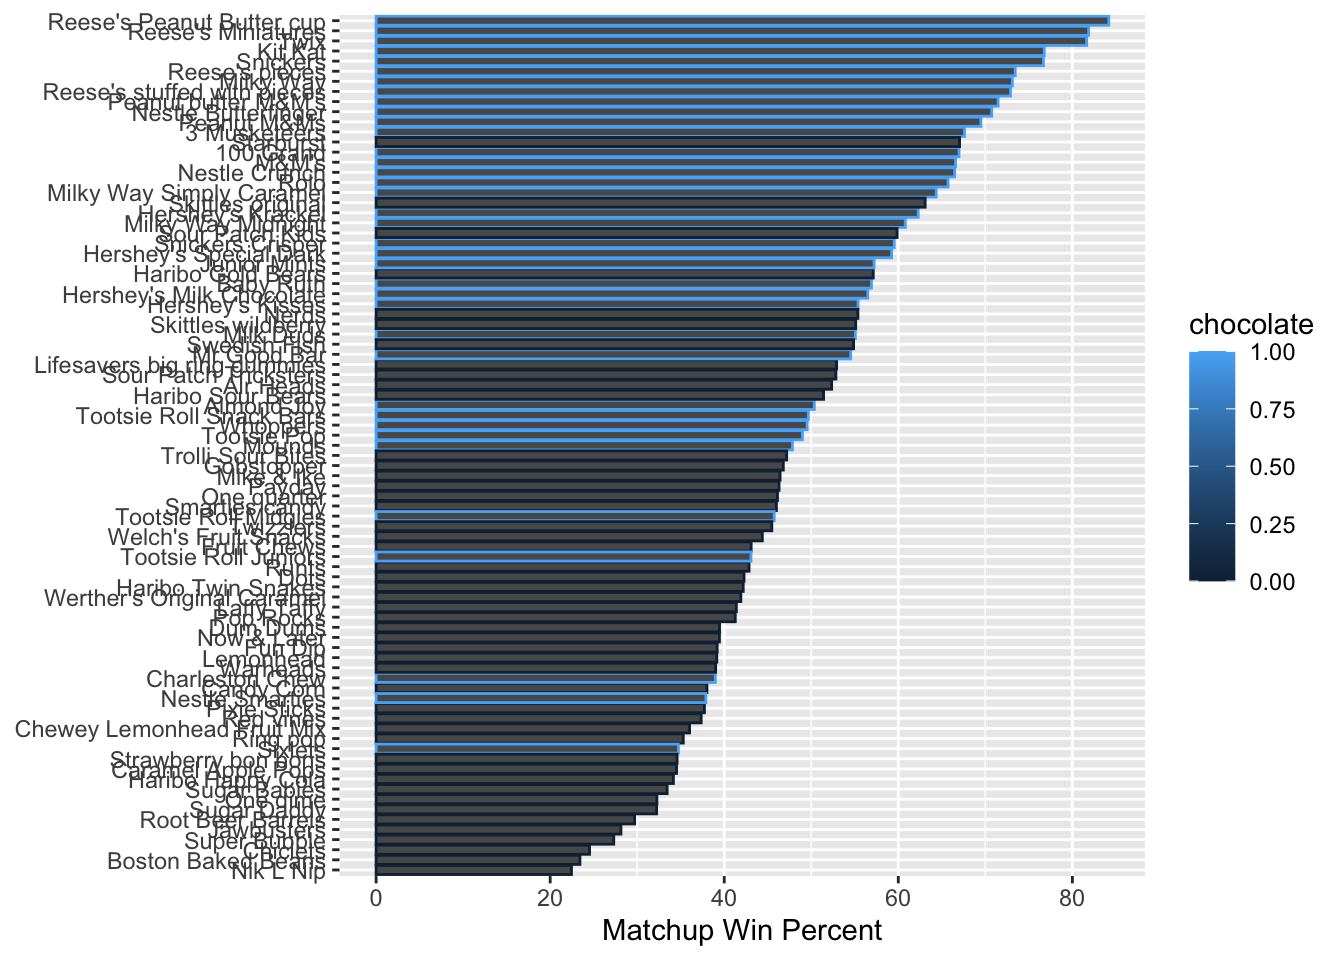 Reese's Peanut Butter cup
Reese's Miniatures
Twix
Kit Kat
Snickers
Reese's pieces
Milky Way
Reese's stuffed with pieces
Peanut butter M&M's
Nestle Butterfinger
Peanut M&Ms
3 Musketeers
Starburst
100 Grand
M&M's
Nestle Crunch
Rolo
Milky Way Simply Caramel
Skittles original
Hershey's Krackel
Milky Way Midnight
Sour Patch Kids
Snickers Crisper
Hershey's Special Dark
Junior Mints
Haribo Gold Bears
Baby Ruth
Hershey's Milk Chocolate
Hershey's Kisses
Nerds
Skittles wildberry
Milk Duds
Swedish Fish
Mr Good Bar
Lifesavers big ring gummies
Sour Patch Tricksters
Air Heads
Haribo Sour Bears
Almond Joy
Tootsie Roll Snack Bars
Whoppers
Tootsie Pop
Mounds
Trolli Sour Bites
Gobstopper
Mike & Ike
Payday
One quarter
Smarties candy
Tootsie Roll Midgies
Twizzlers
Welch's Fruit Snacks
Fruit Chews
Tootsie Roll Juniors
Runts
Dots
Haribo Twin Snakes
Werther's Original Caramel
Laffy Taffy
Pop Rocks
Dum Dums
Now & Later
Fun Dip
Lemonhead
Warheads
Charleston Chew
Candy Corn
Nestle Smarties
Pixie Sticks
Red vines
Chewey Lemonhead Fruit Mix
Ring pop
Sixlets
Strawberry bon bons
Caramel Apple Pops
Haribo Happy Cola
Sugar Babies
One dime
Sugar Daddy
Root Beer Barrels
Jawbusters
Super Bubble
Chiclets
Boston Baked Beans
Nik L Nip
0 20 40 60 80
Matchup Win Percent
chocolate
1.00
0.75
0.50
0.25
0.00